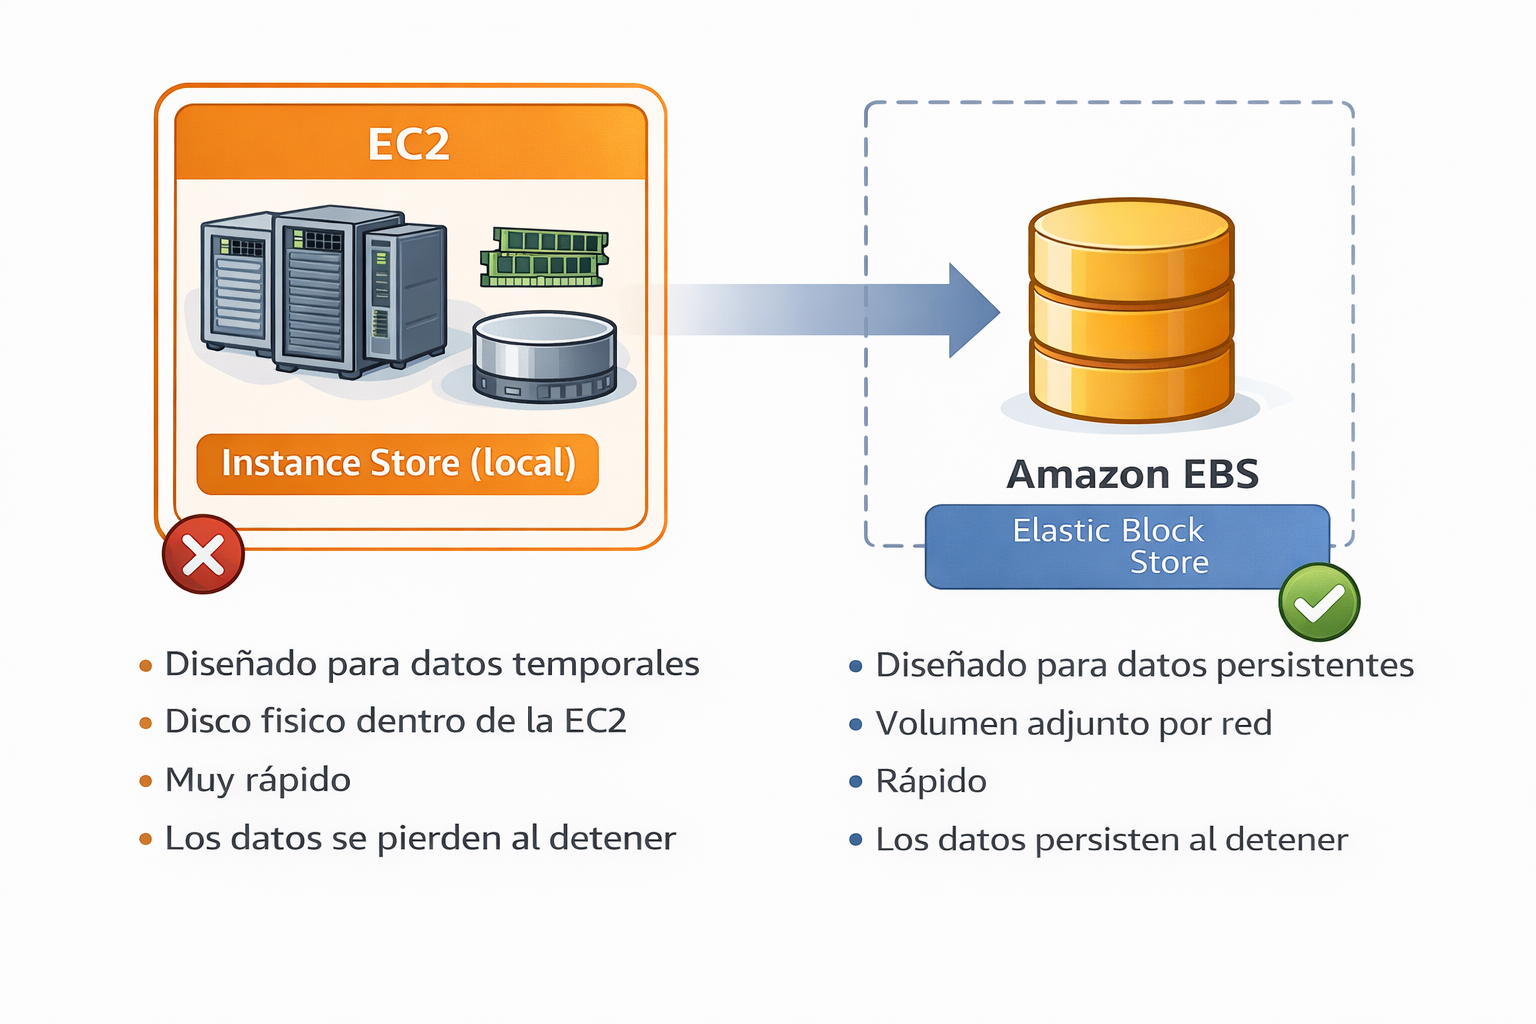 EC2
Instance Store (local)
Amazon EBS
Elastic Block
Store
• Diseñado para datos temporales
• Disco fisico dentro de la EC2
• Muy rápido
• Los datos se pierden al detener
• Diseñado para datos persistentes
• Volumen adjunto por red
• Rápido
• Los datos persisten al detener